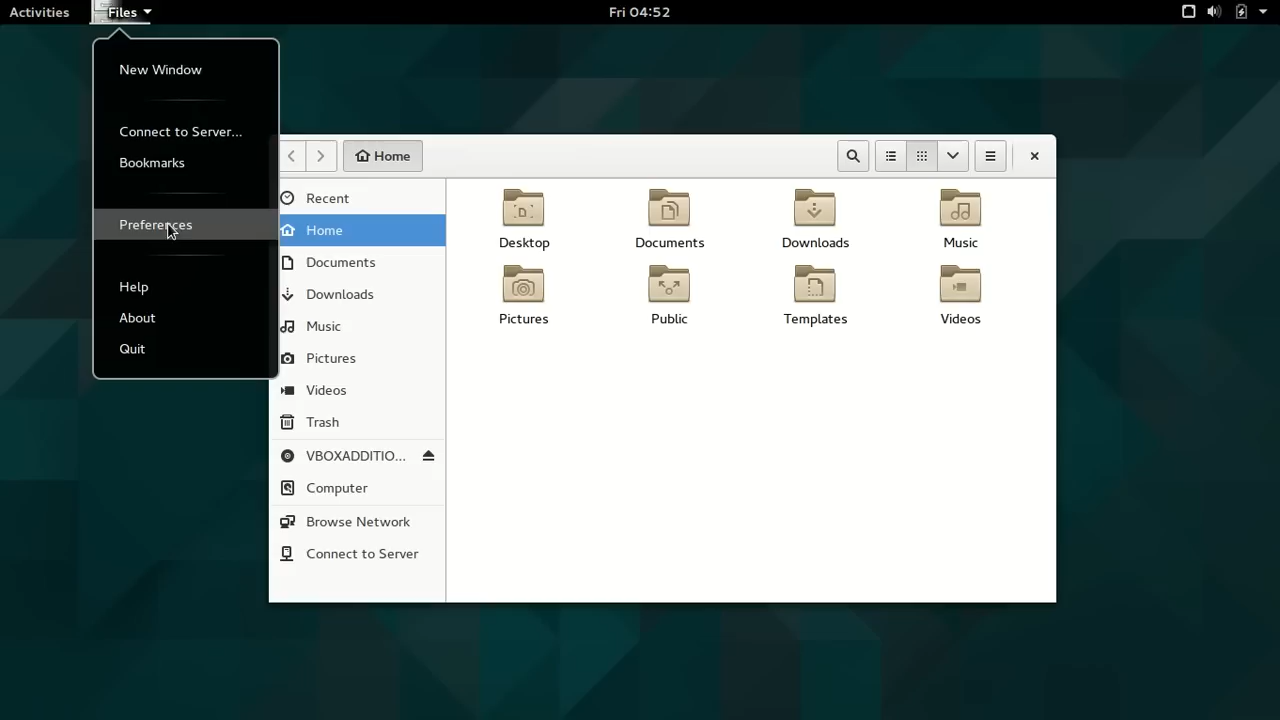 Activities
Files
Fri 04:52
New Window
Connect to Server...
Bookmarks
Preferences
Help
About
Quit
Home
Recent
Home
Documents
Downloads
Music
Pictures
Videos
Trash
VBOXADDITIO...
Computer
Browse Network
Connect to Server
Desktop
Documents
Downloads
Music
Pictures
Public
Templates
Videos